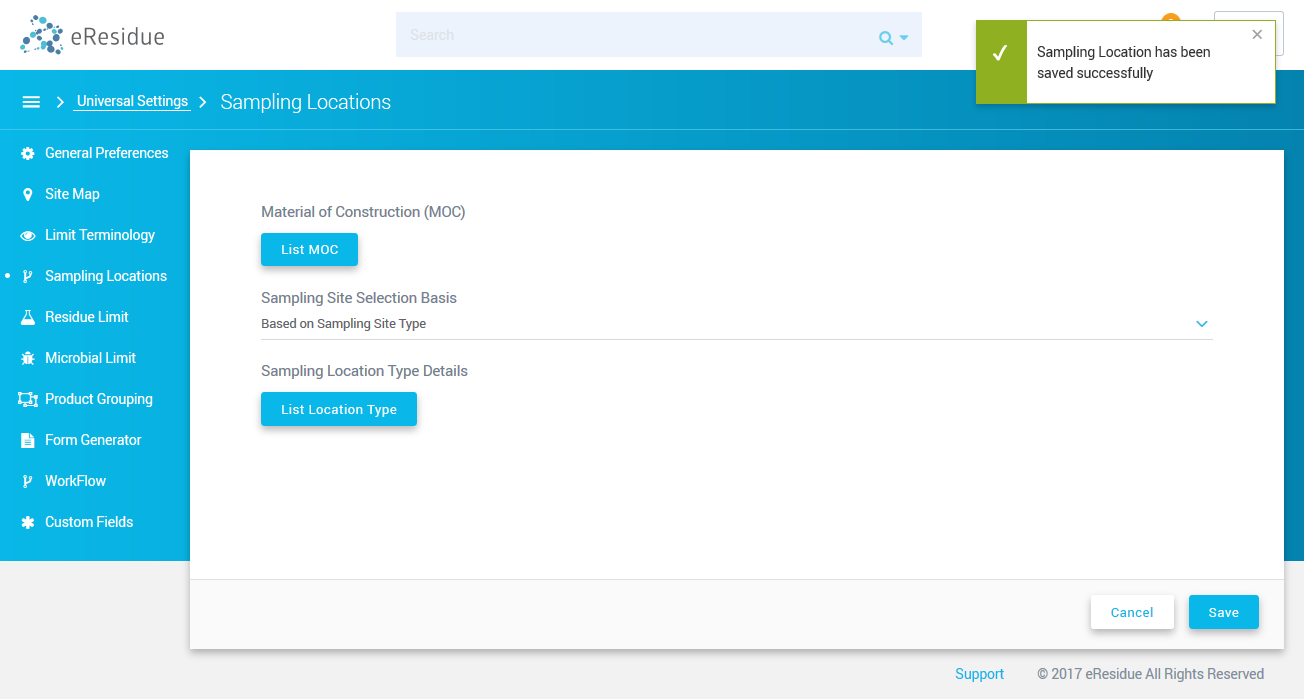 eResidue
Search
Sampling Location has been
saved successfully
Universal Settings
Sampling Locations
General Preferences
Site Map
Limit Terminology
Sampling Locations
Residue Limit
Microbial Limit
Product Grouping
Form Generator
WorkFlow
Custom Fields
Material of Construction (MOC)
List MOC
Sampling Site Selection Basis
Based on Sampling Site Type
Sampling Location Type Details
List Location Type
Cancel
Save
Support
© 2017 eResidue All Rights Reserved